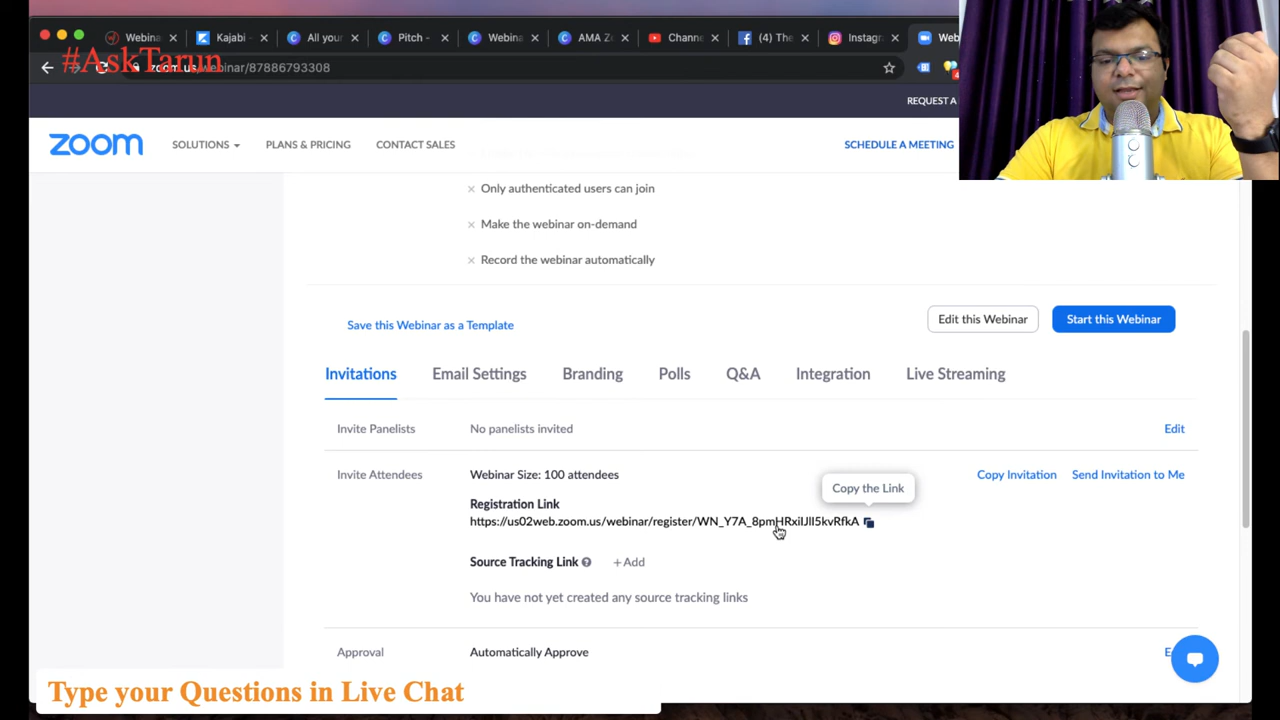 Webina
Kajabi -
All your
Pitch -
Webina
AMA Z
Channe
(4) The
Instagr
Web
#AskTarun
zoom.us/webinar/87886793308
REQUEST A
zoom
SOLUTIONS
PLANS & PRICING
CONTACT SALES
SCHEDULE A MEETING
Only authenticated users can join
Make the webinar on-demand
Record the webinar automatically
Save this Webinar as a Template
Edit this Webinar
Start this Webinar
Invitations
Email Settings
Branding
Polls
Q&A
Integration
Live Streaming
Invite Panelists
No panelists invited
Edit
Invite Attendees
Webinar Size: 100 attendees
Copy the Link
Copy Invitation
Send Invitation to Me
Registration Link
https://us02web.zoom.us/webinar/register/WN_Y7A_8pmHRxiIJlI5kvRfkA
Source Tracking Link
+ Add
You have not yet created any source tracking links
Approval
Automatically Approve
Type your Questions in Live Chat